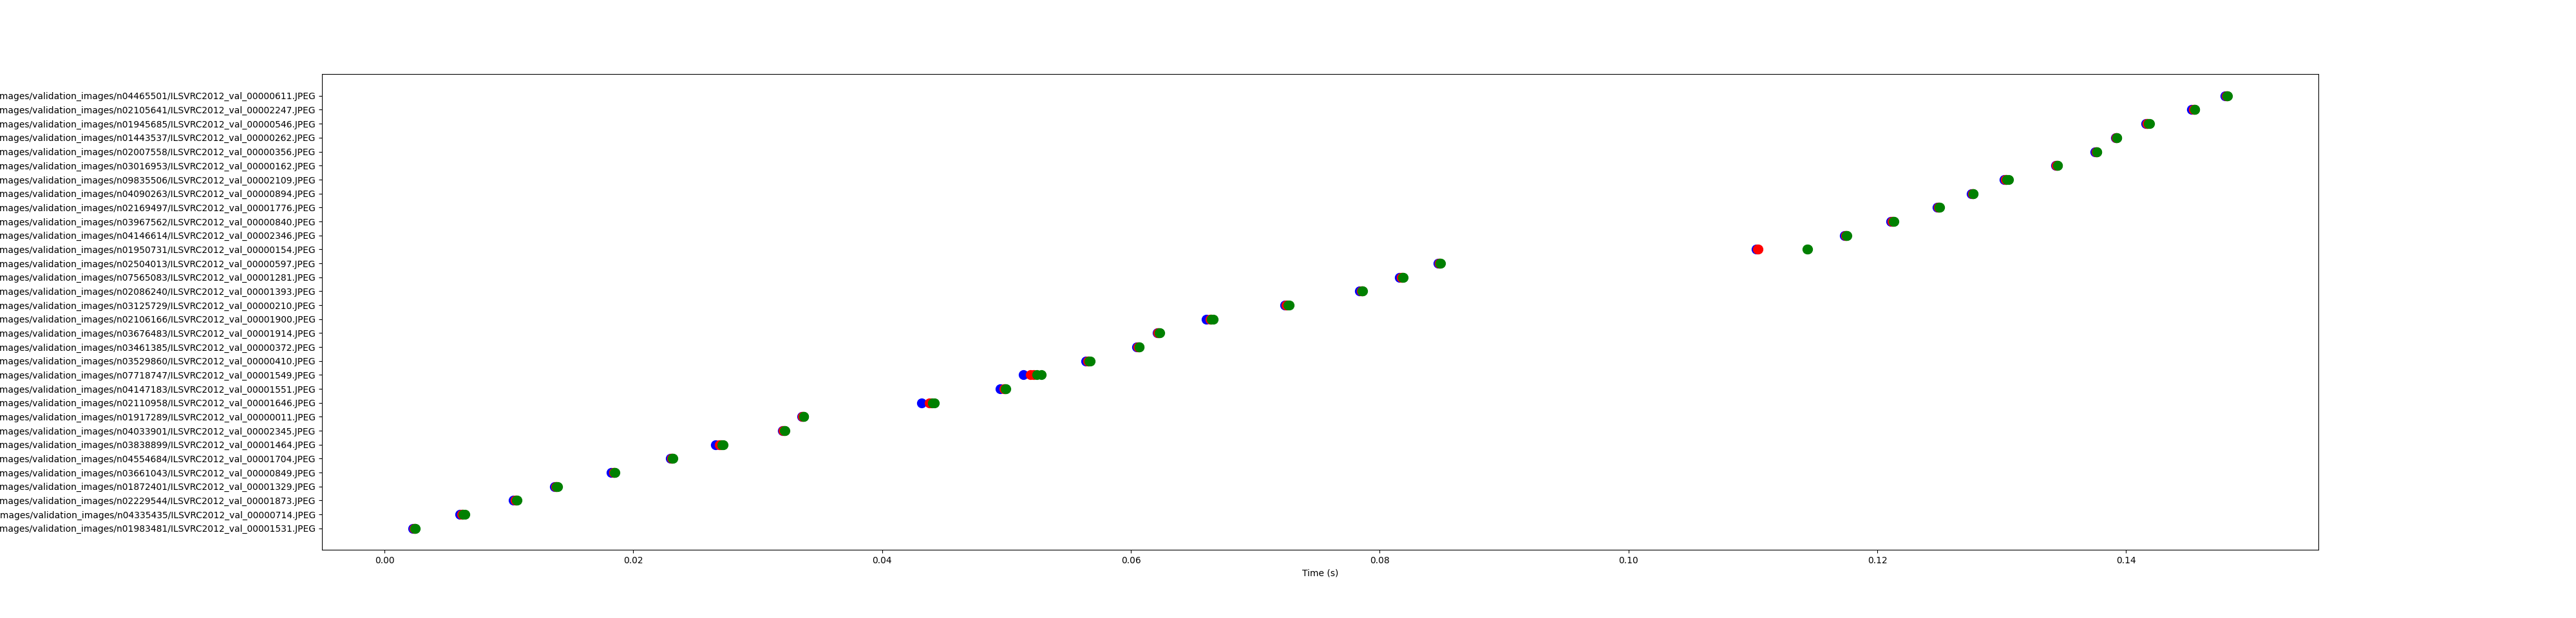 mages/validation_images/n04465501/ILSVRC2012_val_00000611.JPEG
mages/validation_images/n02105641/ILSVRC2012_val_00002247.JPEG
mages/validation_images/n01945685/ILSVRC2012_val_00000546.JPEG
mages/validation_images/n01443537/ILSVRC2012_val_00000262.JPEG
mages/validation_images/n02007558/ILSVRC2012_val_00000356.JPEG
mages/validation_images/n03016953/ILSVRC2012_val_00000162.JPEG
mages/validation_images/n09835506/ILSVRC2012_val_00002109.JPEG
mages/validation_images/n04090263/ILSVRC2012_val_00000894.JPEG
mages/validation_images/n02169497/ILSVRC2012_val_00001776.JPEG
mages/validation_images/n03967562/ILSVRC2012_val_00000840.JPEG
mages/validation_images/n04146614/ILSVRC2012_val_00002346.JPEG
mages/validation_images/n01950731/ILSVRC2012_val_00000154.JPEG
mages/validation_images/n02504013/ILSVRC2012_val_00000597.JPEG
mages/validation_images/n07565083/ILSVRC2012_val_00001281.JPEG
mages/validation_images/n02086240/ILSVRC2012_val_00001393.JPEG
mages/validation_images/n03125729/ILSVRC2012_val_00000210.JPEG
mages/validation_images/n02106166/ILSVRC2012_val_00001900.JPEG
mages/validation_images/n03676483/ILSVRC2012_val_00001914.JPEG
mages/validation_images/n03461385/ILSVRC2012_val_00000372.JPEG
mages/validation_images/n03529860/ILSVRC2012_val_00000410.JPEG
mages/validation_images/n07718747/ILSVRC2012_val_00001549.JPEG
mages/validation_images/n04147183/ILSVRC2012_val_00001551.JPEG
mages/validation_images/n02110958/ILSVRC2012_val_00001646.JPEG
mages/validation_images/n01917289/ILSVRC2012_val_00000011.JPEG
mages/validation_images/n04033901/ILSVRC2012_val_00002345.JPEG
mages/validation_images/n03838899/ILSVRC2012_val_00001464.JPEG
mages/validation_images/n04554684/ILSVRC2012_val_00001704.JPEG
mages/validation_images/n03661043/ILSVRC2012_val_00000849.JPEG
mages/validation_images/n01872401/ILSVRC2012_val_00001329.JPEG
mages/validation_images/n02229544/ILSVRC2012_val_00001873.JPEG
mages/validation_images/n04335435/ILSVRC2012_val_00000714.JPEG
mages/validation_images/n01983481/ILSVRC2012_val_00001531.JPEG
0.00 0.02 0.04 0.06 0.08 0.10 0.12 0.14
Time (s)